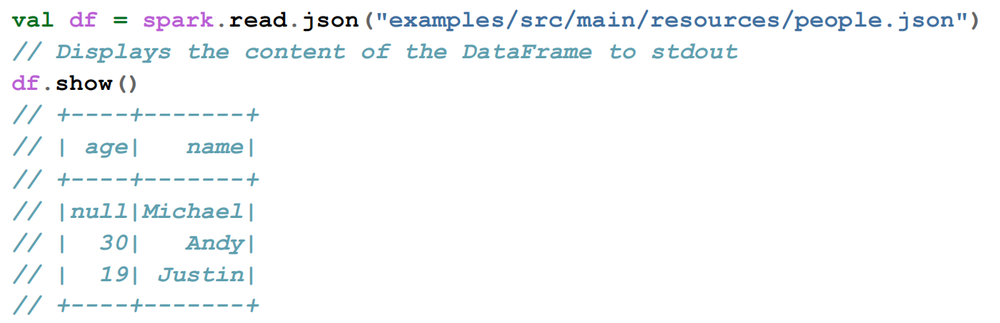 val df = spark.read.json("examples/src/main/resources/people.json")
// Displays the content of the DataFrame to stdout
df.show()
// +----+-------+
// | age|   name|
// +----+-------+
// |null|Michael|
// |  30|   Andy|
// |  19| Justin|
// +----+-------+